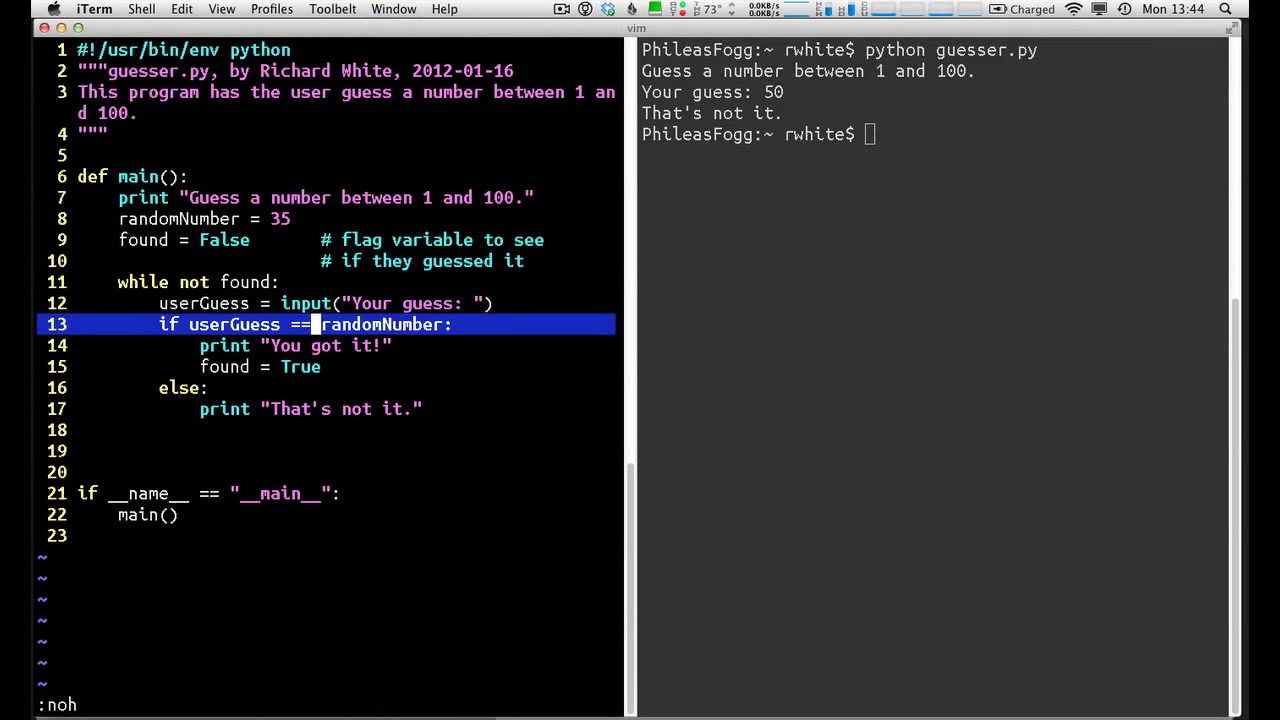 iTerm Shell Edit View Profiles Toolbelt Window Help 73° 0.0KB/s 0.0KB/s Charged Mon 13:44
vim
1 #!/usr/bin/env python
2 """guesser.py, by Richard White, 2012-01-16
3 This program has the user guess a number between 1 an
d 100.
4 """
5
6 def main():
7 print "Guess a number between 1 and 100."
8 randomNumber = 35
9 found = False # flag variable to see
10 # if they guessed it
11 while not found:
12 userGuess = input("Your guess: ")
13 if userGuess == randomNumber:
14 print "You got it!"
15 found = True
16 else:
17 print "That's not it."
18
19
20
21 if __name__ == "__main__":
22 main()
23
~
~
~
~
~
~
~
:noh
PhileasFogg:~ rwhite$ python guesser.py
Guess a number between 1 and 100.
Your guess: 50
That's not it.
PhileasFogg:~ rwhite$